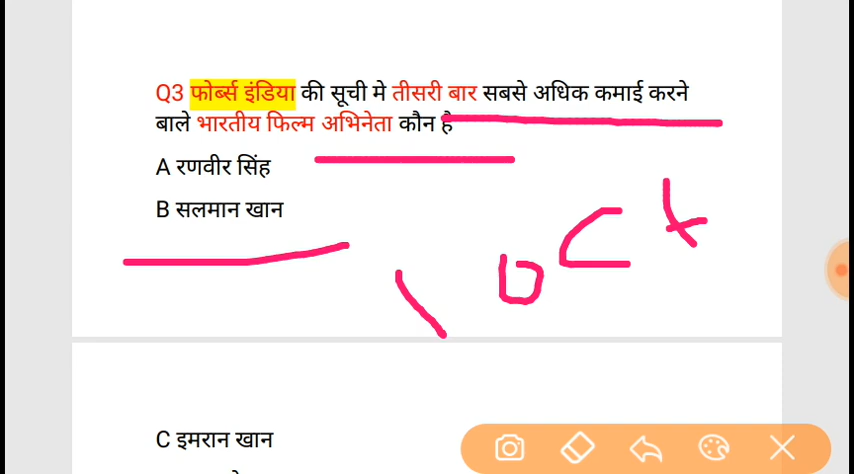 Q3 फोर्ब्स इंडिया की सूची मे तीसरी बार सबसे अधिक कमाई करने
बाले भारतीय फिल्म अभिनेता कौन है
A रणवीर सिंह
B सलमान खान
C इमरान खान